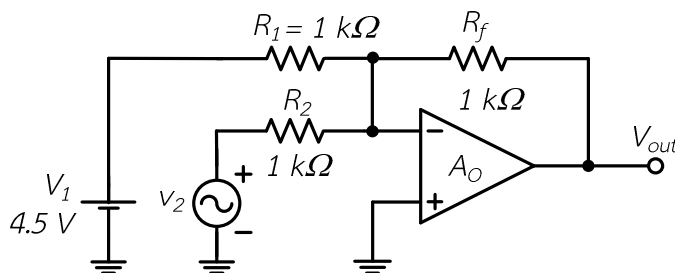 R1 = 1 kΩ
Rf
R2
1 kΩ
1 kΩ
−
Vout
AO
V1
4.5 V
+
v2
−
+